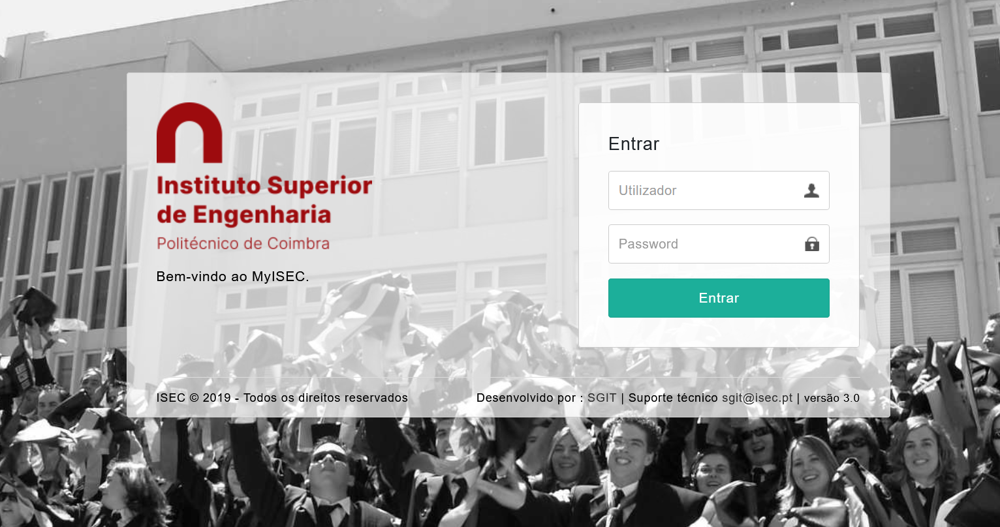 Instituto Superior
de Engenharia
Politécnico de Coimbra
Bem-vindo ao MyISEC.
Entrar
Utilizador
Password
Entrar
ISEC © 2019 - Todos os direitos reservados
Desenvolvido por : SGIT | Suporte técnico sgit@isec.pt | versão 3.0